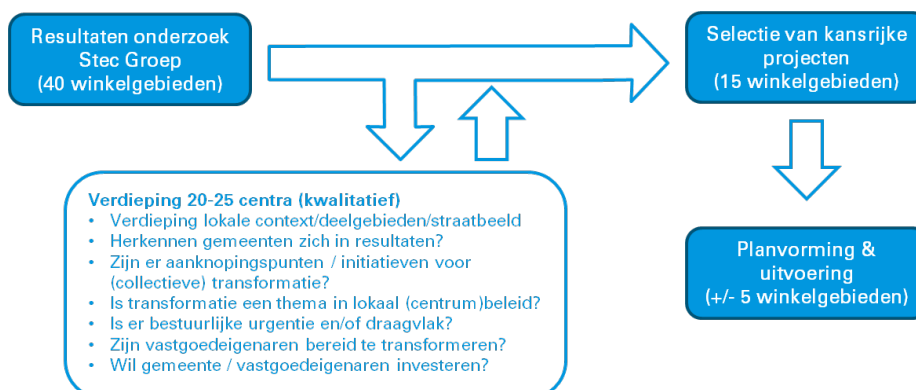 Resultaten onderzoek
Stec Groep
(40 winkelgebieden)
Selectie van kansrijke
projecten
(15 winkelgebieden)
Verdieping 20-25 centra (kwalitatief)
• Verdieping lokale context/deelgebieden/straatbeeld
• Herkennen gemeenten zich in resultaten?
• Zijn er aanknopingspunten / initiatieven voor
(collectieve) transformatie?
• Is transformatie een thema in lokaal (centrum)beleid?
• Is er bestuurlijke urgentie en/of draagvlak?
• Zijn vastgoedeigenaren bereid te transformeren?
• Wil gemeente / vastgoedeigenaren investeren?
Planvorming &
uitvoering
(+/- 5 winkelgebieden)